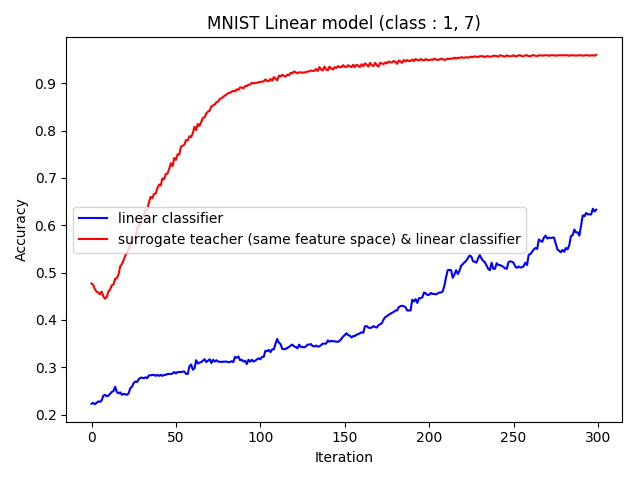 MNIST Linear model (class : 1, 7)
Accuracy
0.9
0.8
0.7
0.6
0.5
0.4
0.3
0.2
linear classifier
surrogate teacher (same feature space) & linear classifier
0 50 100 150 200 250 300
Iteration